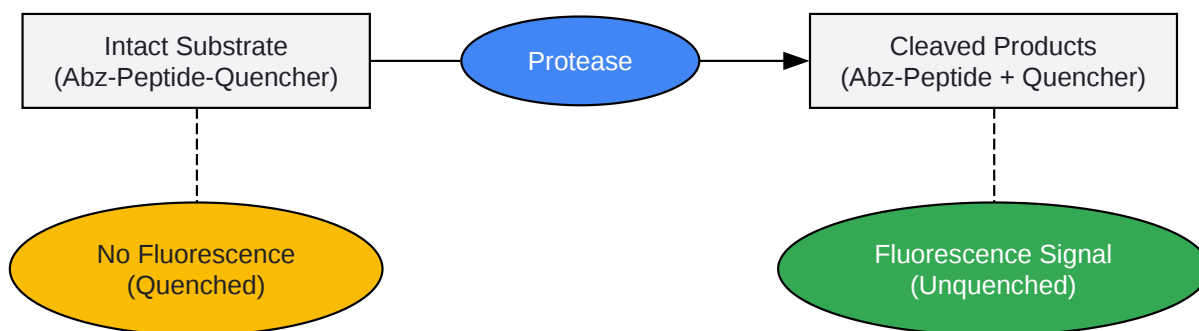 Intact Substrate
(Abz-Peptide-Quencher)
Protease
Cleaved Products
(Abz-Peptide + Quencher)
No Fluorescence
(Quenched)
Fluorescence Signal
(Unquenched)